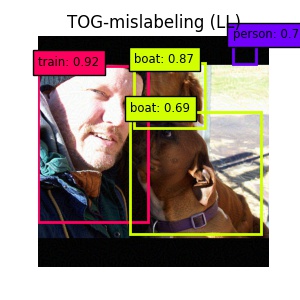 TOG-mislabeling (LL)
person: 0.7
train: 0.92
boat: 0.87
boat: 0.69